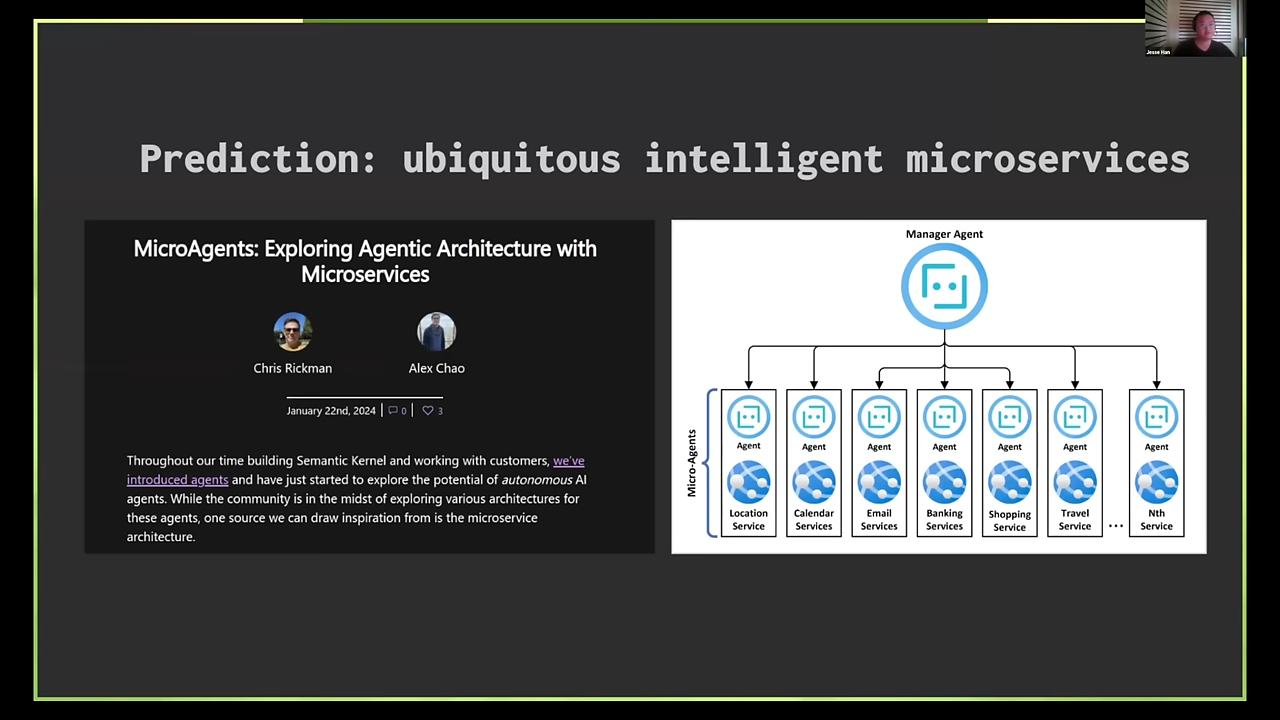 Jesse Han
Prediction: ubiquitous intelligent microservices
MicroAgents: Exploring Agentic Architecture with
Microservices
Chris Rickman
Alex Chao
January 22nd, 2024
0
3
Throughout our time building Semantic Kernel and working with customers, we've
introduced agents and have just started to explore the potential of autonomous AI
agents. While the community is in the midst of exploring various architectures for
these agents, one source we can draw inspiration from is the microservice
architecture.
Manager Agent
Micro-Agents
Agent
Location
Service
Agent
Calendar
Services
Agent
Email
Services
Agent
Banking
Services
Agent
Shopping
Service
Agent
Travel
Service
...
Agent
Nth
Service